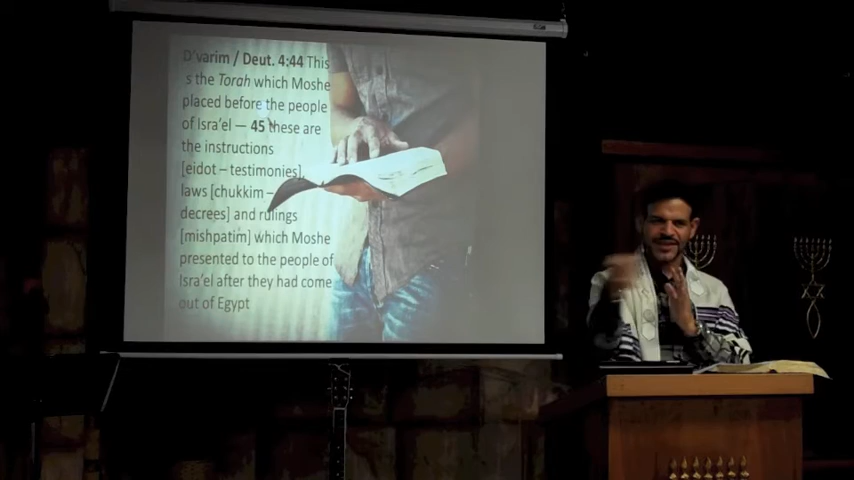 D'varim / Deut. 4:44 This
s the Torah which Moshe
placed before the people
of Isra'el — 45 these are
the instructions
[eidot – testimonies],
laws [chukkim –
decrees] and rulings
[mishpatim] which Moshe
presented to the people of
Isra'el after they had come
out of Egypt